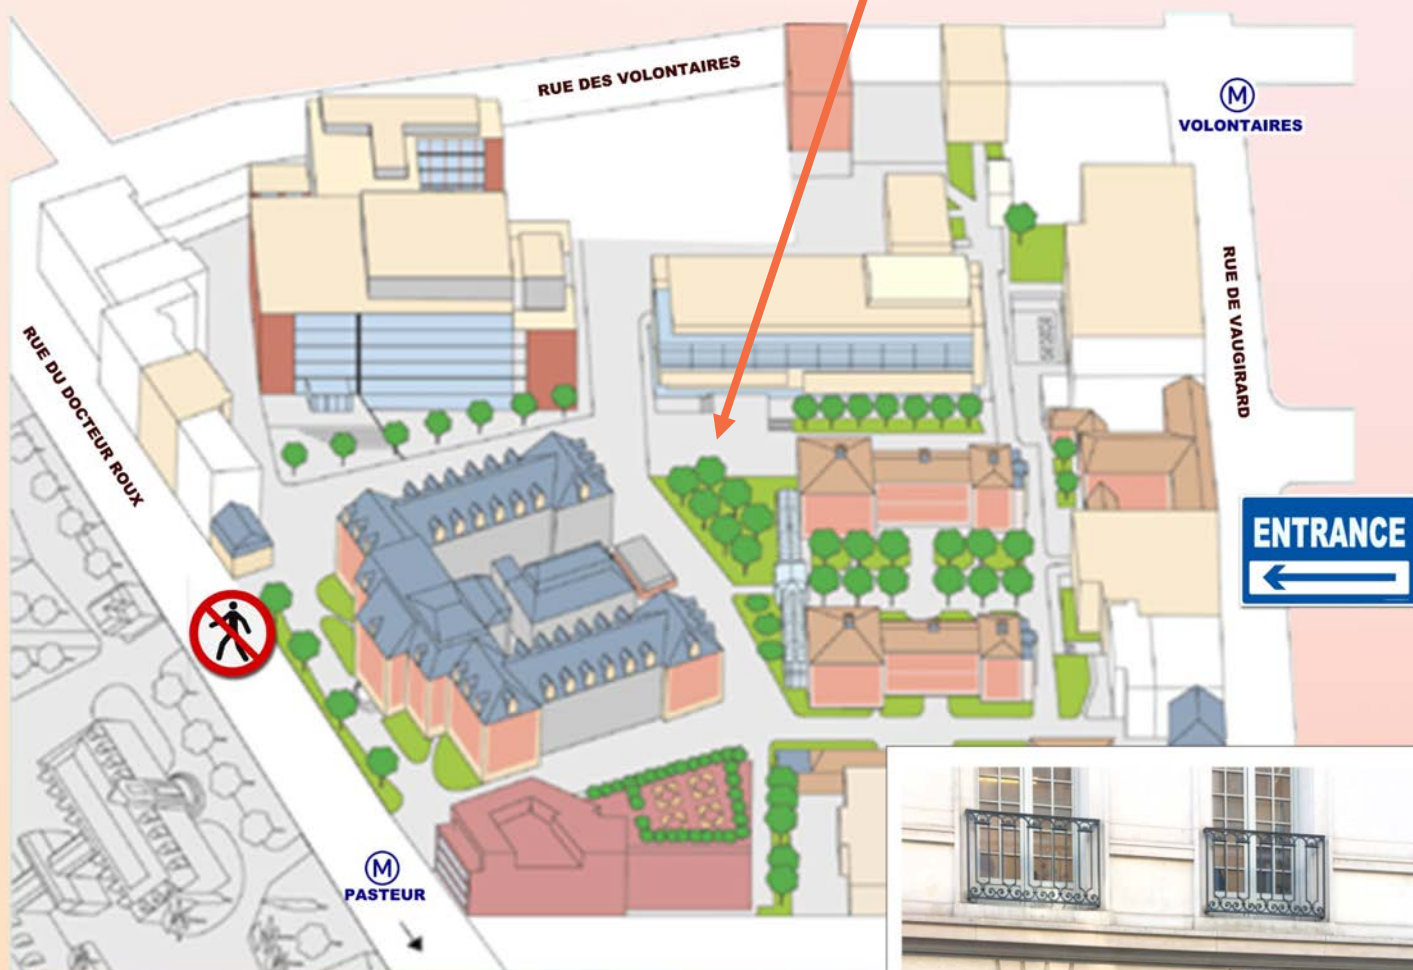 RUE DES VOLONTAIRES
M
VOLONTAIRES
RUE DU DOCTEUR ROUX
RUE DE VAUGIRARD
ENTRANCE
M
PASTEUR